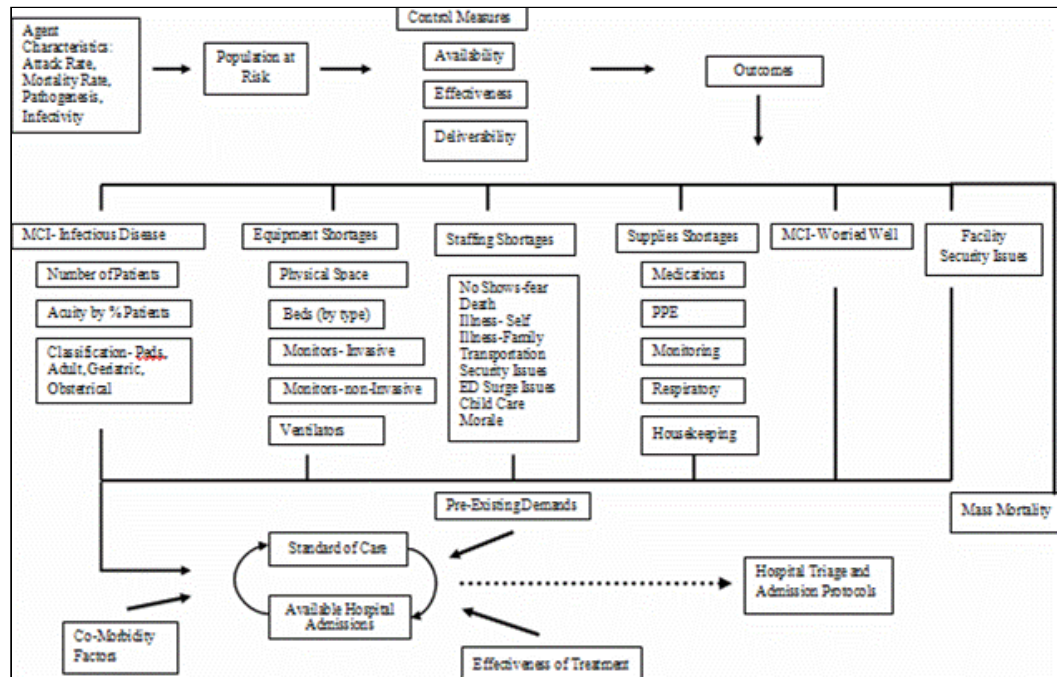 Control Measures
Agent
Characteristics:
Attack Rate,
Mortality Rate,
Pathogenesis,
Infectivity
Population at
Risk
Availability
Effectiveness
Deliverability
Outcomes
MCI- Infectious Disease
Number of Patients
Acuity by % Patients
Classification- Peds,
Adult, Geriatric,
Obstetrical
Equipment Shortages
Physical Space
Beds (by type)
Monitors- Invasive
Monitors- non-Invasive
Ventilators
Staffing Shortages
No Shows-fear
Death
Illness- Self
Illness-Family
Transportation
Security Issues
ED Surge Issues
Child Care
Morale
Supplies Shortages
Medications
PPE
Monitoring
Respiratory
Housekeeping
MCI- Worried Well
Facility
Security Issues
Pre-Existing Demands
Mass Mortality
Standard of Care
Available Hospital
Admissions
Hospital Triage and
Admission Protocols
Co-Morbidity
Factors
Effectiveness of Treatment